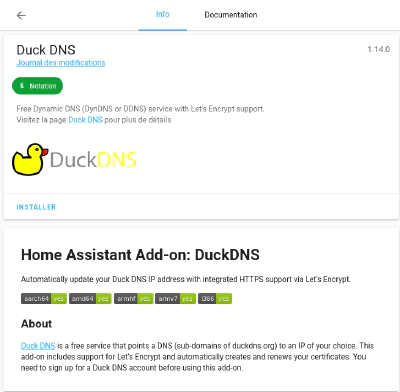 Info
Documentation
Duck DNS
1.14.0
Journal des modifications
5 Notation
Free Dynamic DNS (DynDNS or DDNS) service with Let's Encrypt support.
Visitez la page Duck DNS pour plus de détails
DuckDNS
INSTALLER
Home Assistant Add-on: DuckDNS
Automatically update your Duck DNS IP address with integrated HTTPS support via Let's Encrypt.
aarch64 yes amd64 yes armhf yes armv7 yes i386 yes
About
Duck DNS is a free service that points a DNS (sub-domains of duckdns.org) to an IP of your choice. This
add-on includes support for Let's Encrypt and automatically creates and renews your certificates. You
need to sign up for a Duck DNS account before using this add-on.